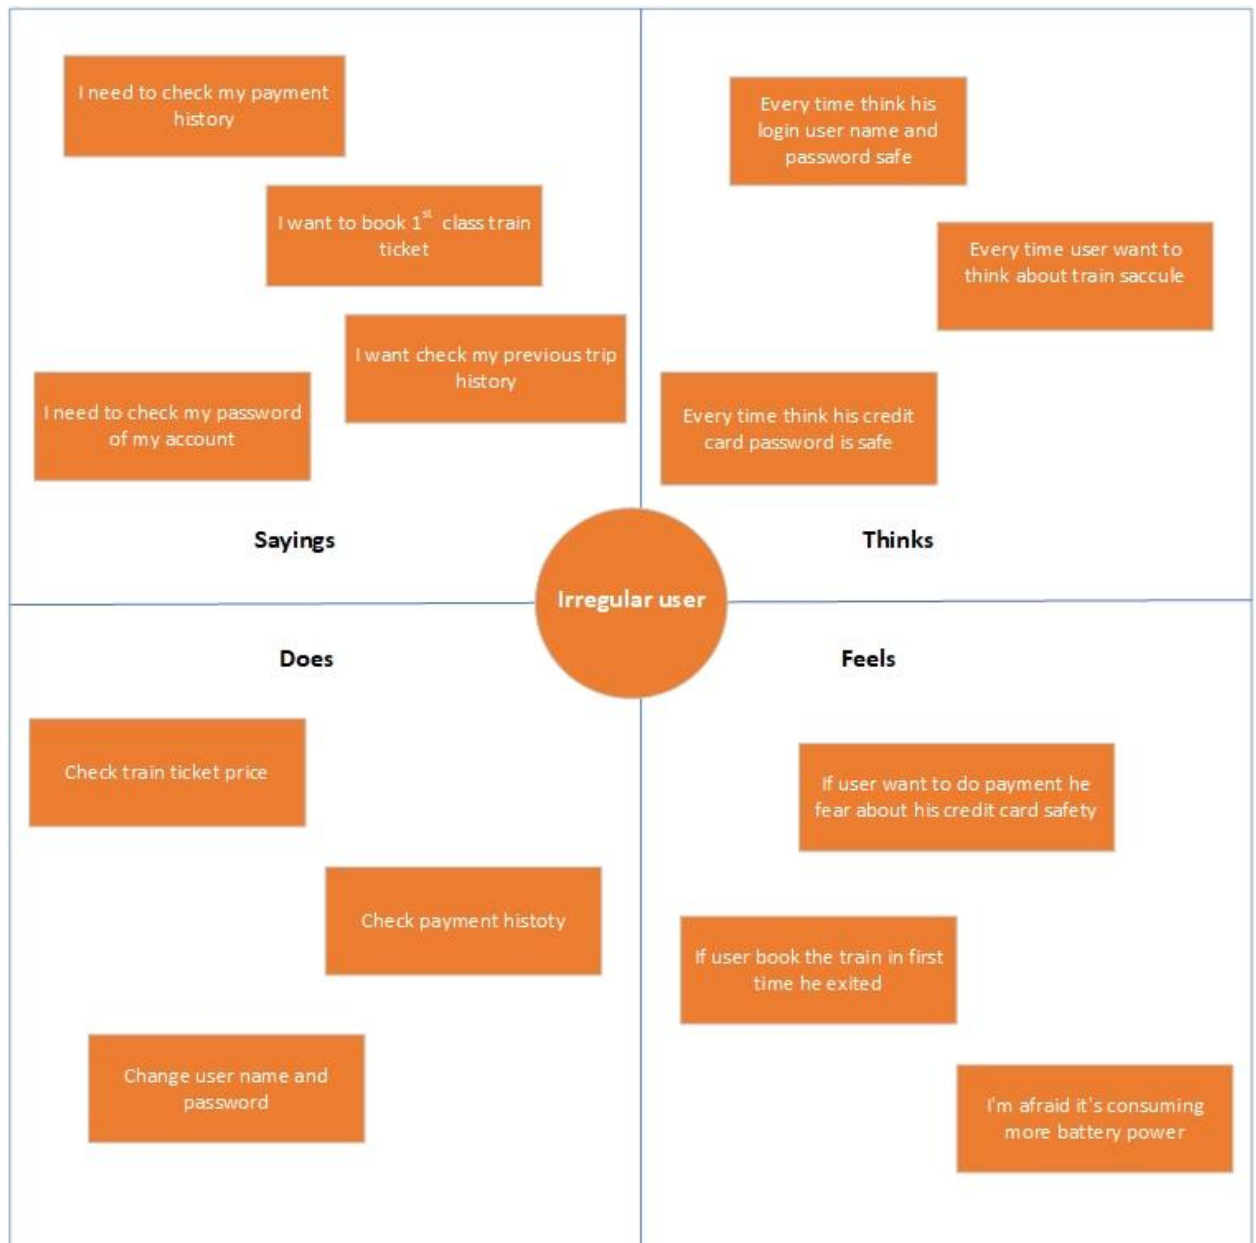 I need to check my payment
history
I want to book 1st class train
ticket
I want check my previous trip
history
I need to check my password
of my account
Sayings
Every time think his
login user name and
password safe
Every time user want to
think about train saccule
Every time think his credit
card password is safe
Thinks
Irregular user
Does
Check train ticket price
Check payment histoty
Change user name and
password
Feels
If user want to do payment he
fear about his credit card safety
If user book the train in first
time he exited
I'm afraid it's consuming
more battery power